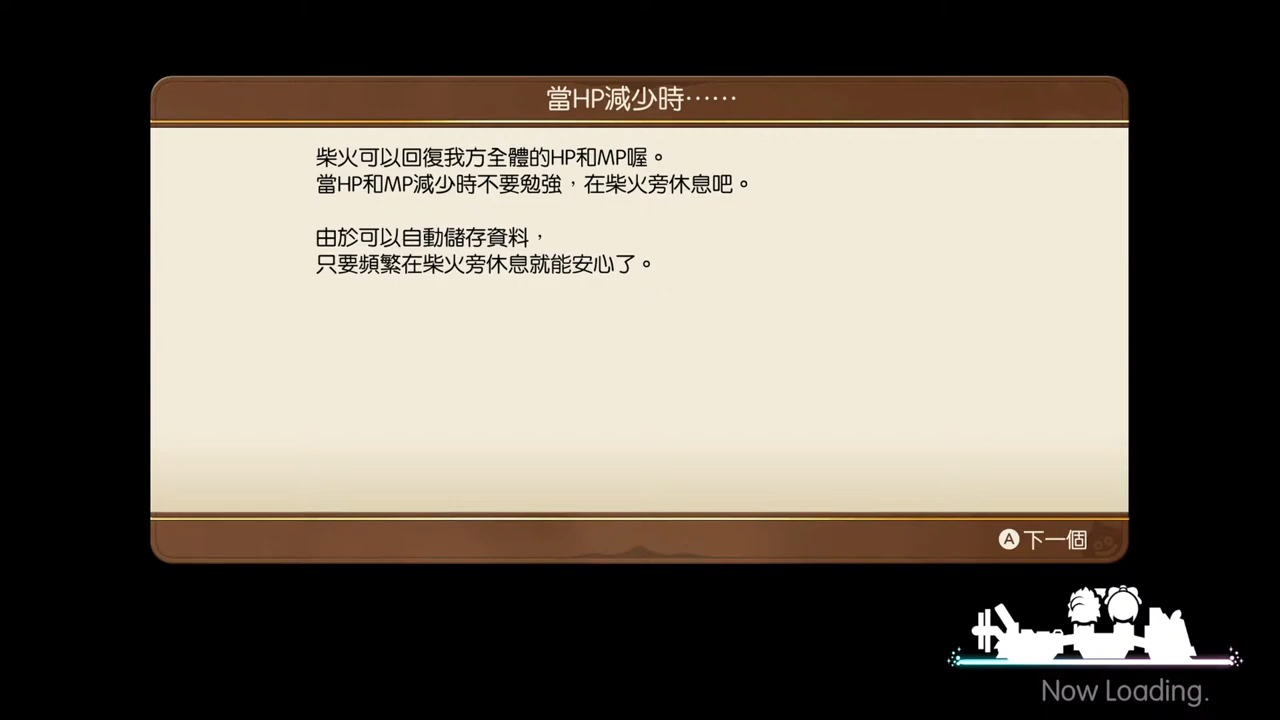 當HP減少時……
柴火可以回復我方全體的HP和MP喔。
當HP和MP減少時不要勉強，在柴火旁休息吧。
由於可以自動儲存資料，
只要頻繁在柴火旁休息就能安心了。
A下一個
Now Loading.